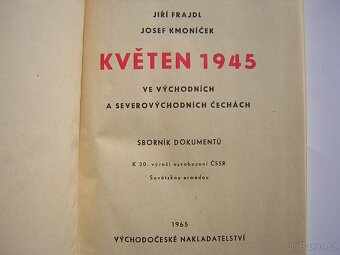 JIŘÍ FRAJDL
JOSEF KMONÍČEK
KVĚTEN 1945
VE VÝCHODNÍCH
A SEVEROVÝCHODNÍCH ČECHÁCH
SBORNÍK DOKUMENTŮ
K 20. výročí osvobození ČSSR
Sovětskou armádou
1965
VÝCHODOČESKÉ NAKLADATELSTVÍ